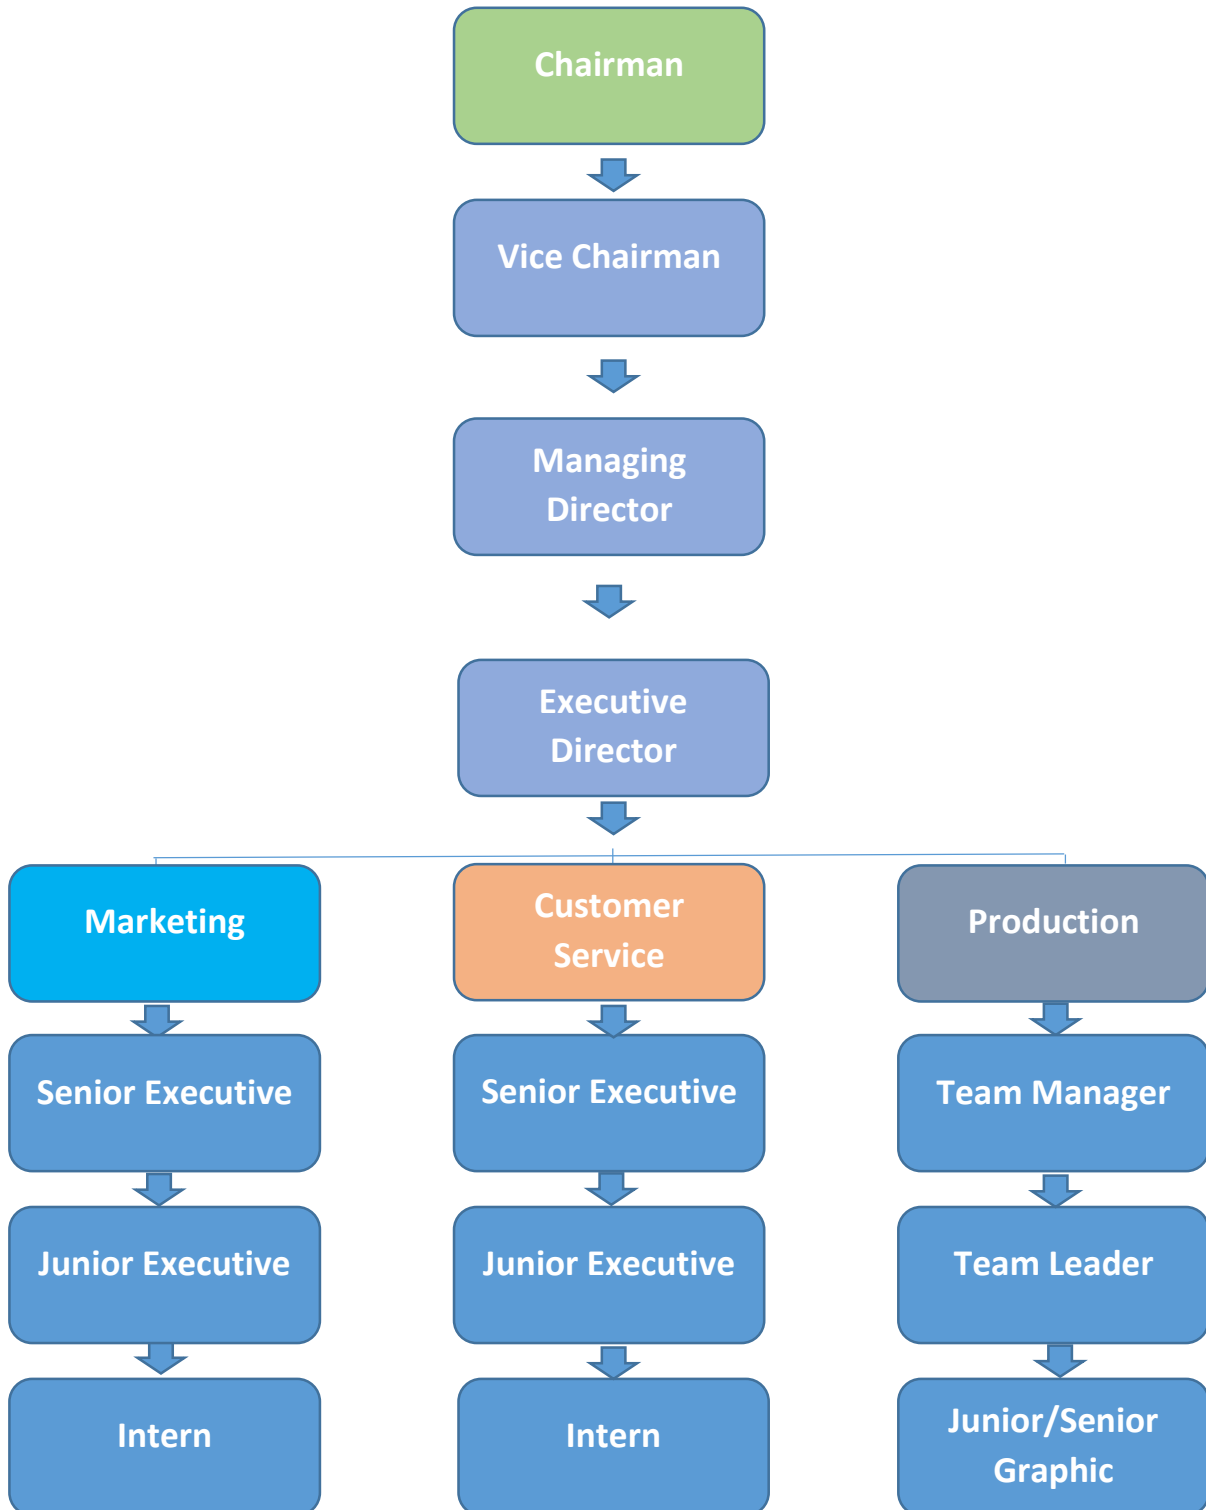 Chairman
Vice Chairman
Managing
Director
Executive
Director
Marketing
Customer
Service
Production
Senior Executive
Senior Executive
Team Manager
Junior Executive
Junior Executive
Team Leader
Intern
Intern
Junior/Senior
Graphic